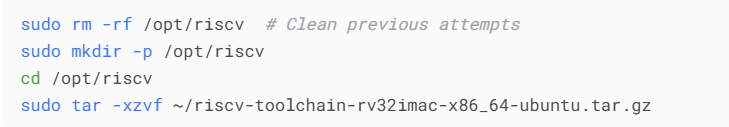 sudo rm -rf /opt/riscv  # Clean previous attempts
sudo mkdir -p /opt/riscv
cd /opt/riscv
sudo tar -xzvf ~/riscv-toolchain-rv32imac-x86_64-ubuntu.tar.gz